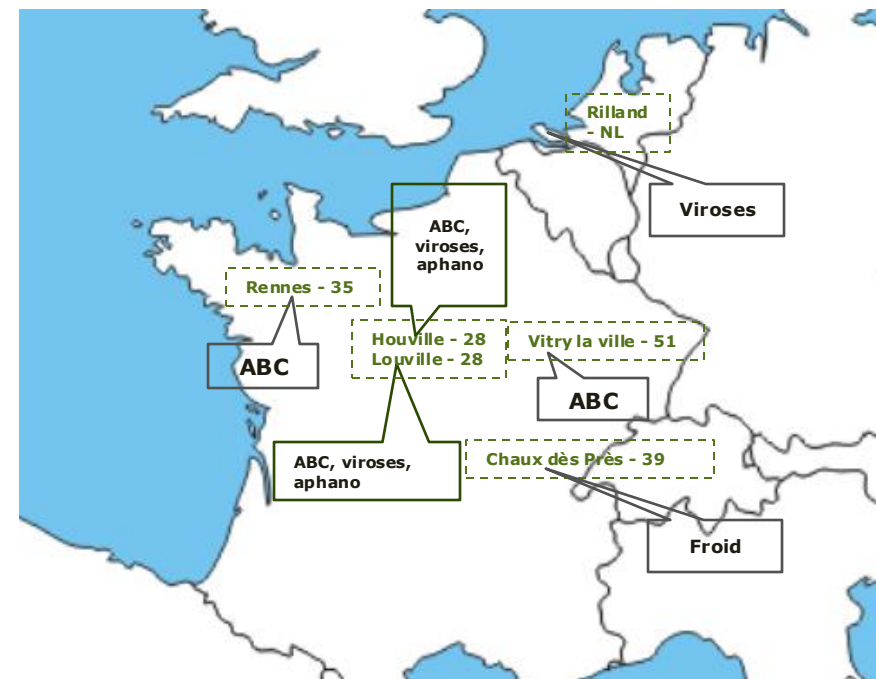 Rilland
- NL
Viroses
ABC,
viroses,
aphano
Rennes - 35
Houville - 28
Louville - 28
Vitry la ville - 51
ABC
ABC
ABC, viroses,
aphano
Chaux dès Près - 39
Froid